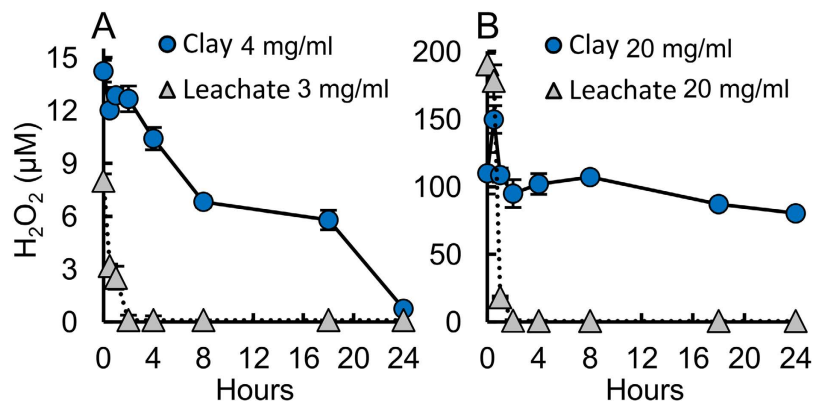 A
Clay 4 mg/ml
Leachate 3 mg/ml
15
12
9
6
3
0
H₂O₂ (µM)
0 4 8 12 16 20 24
Hours
B
Clay 20 mg/ml
Leachate 20 mg/ml
200
150
100
50
0
0 4 8 12 16 20 24
Hours